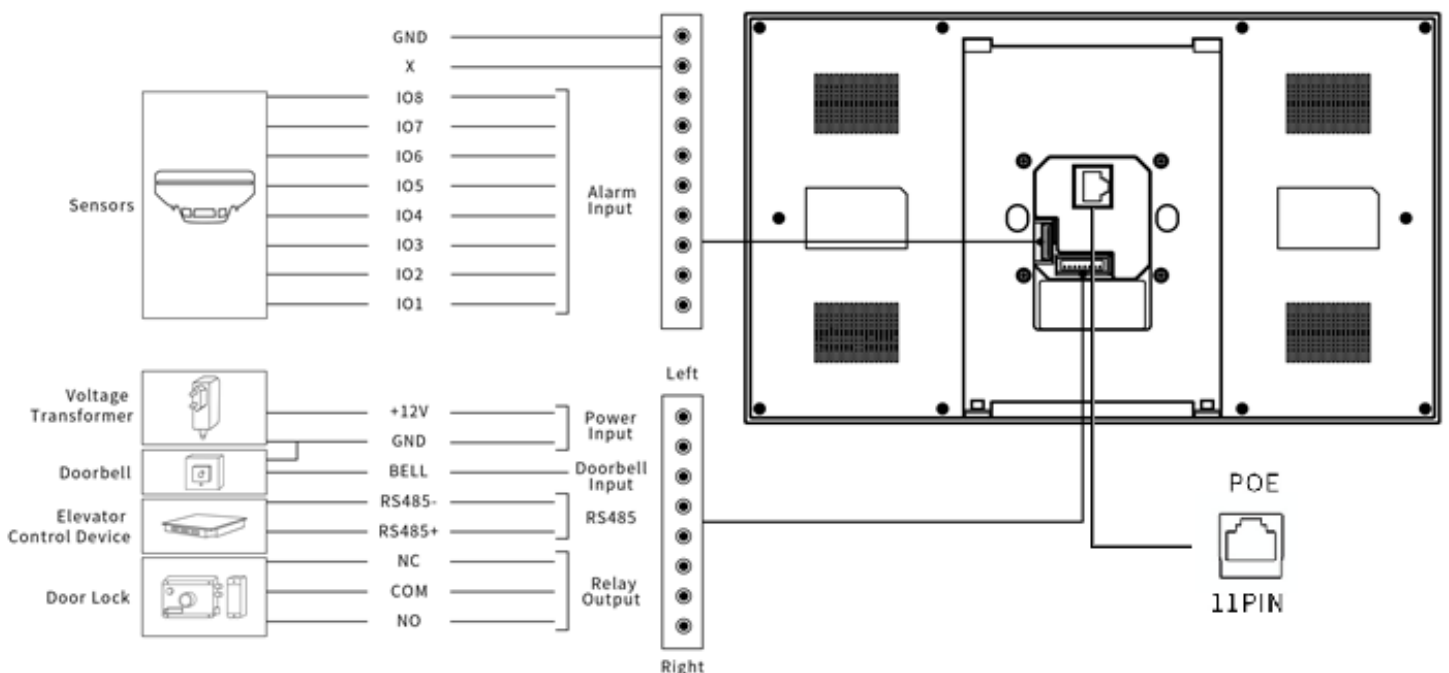 GND
X
IO8
IO7
IO6
IO5
IO4
IO3
IO2
IO1
Sensors
Alarm
Input
Left
Voltage
Transformer
+12V
GND
Power
Input
Doorbell
BELL
Doorbell
Input
Elevator
Control Device
RS485-
RS485+
RS485
Door Lock
NC
COM
NO
Relay
Output
Right
POE
11PIN